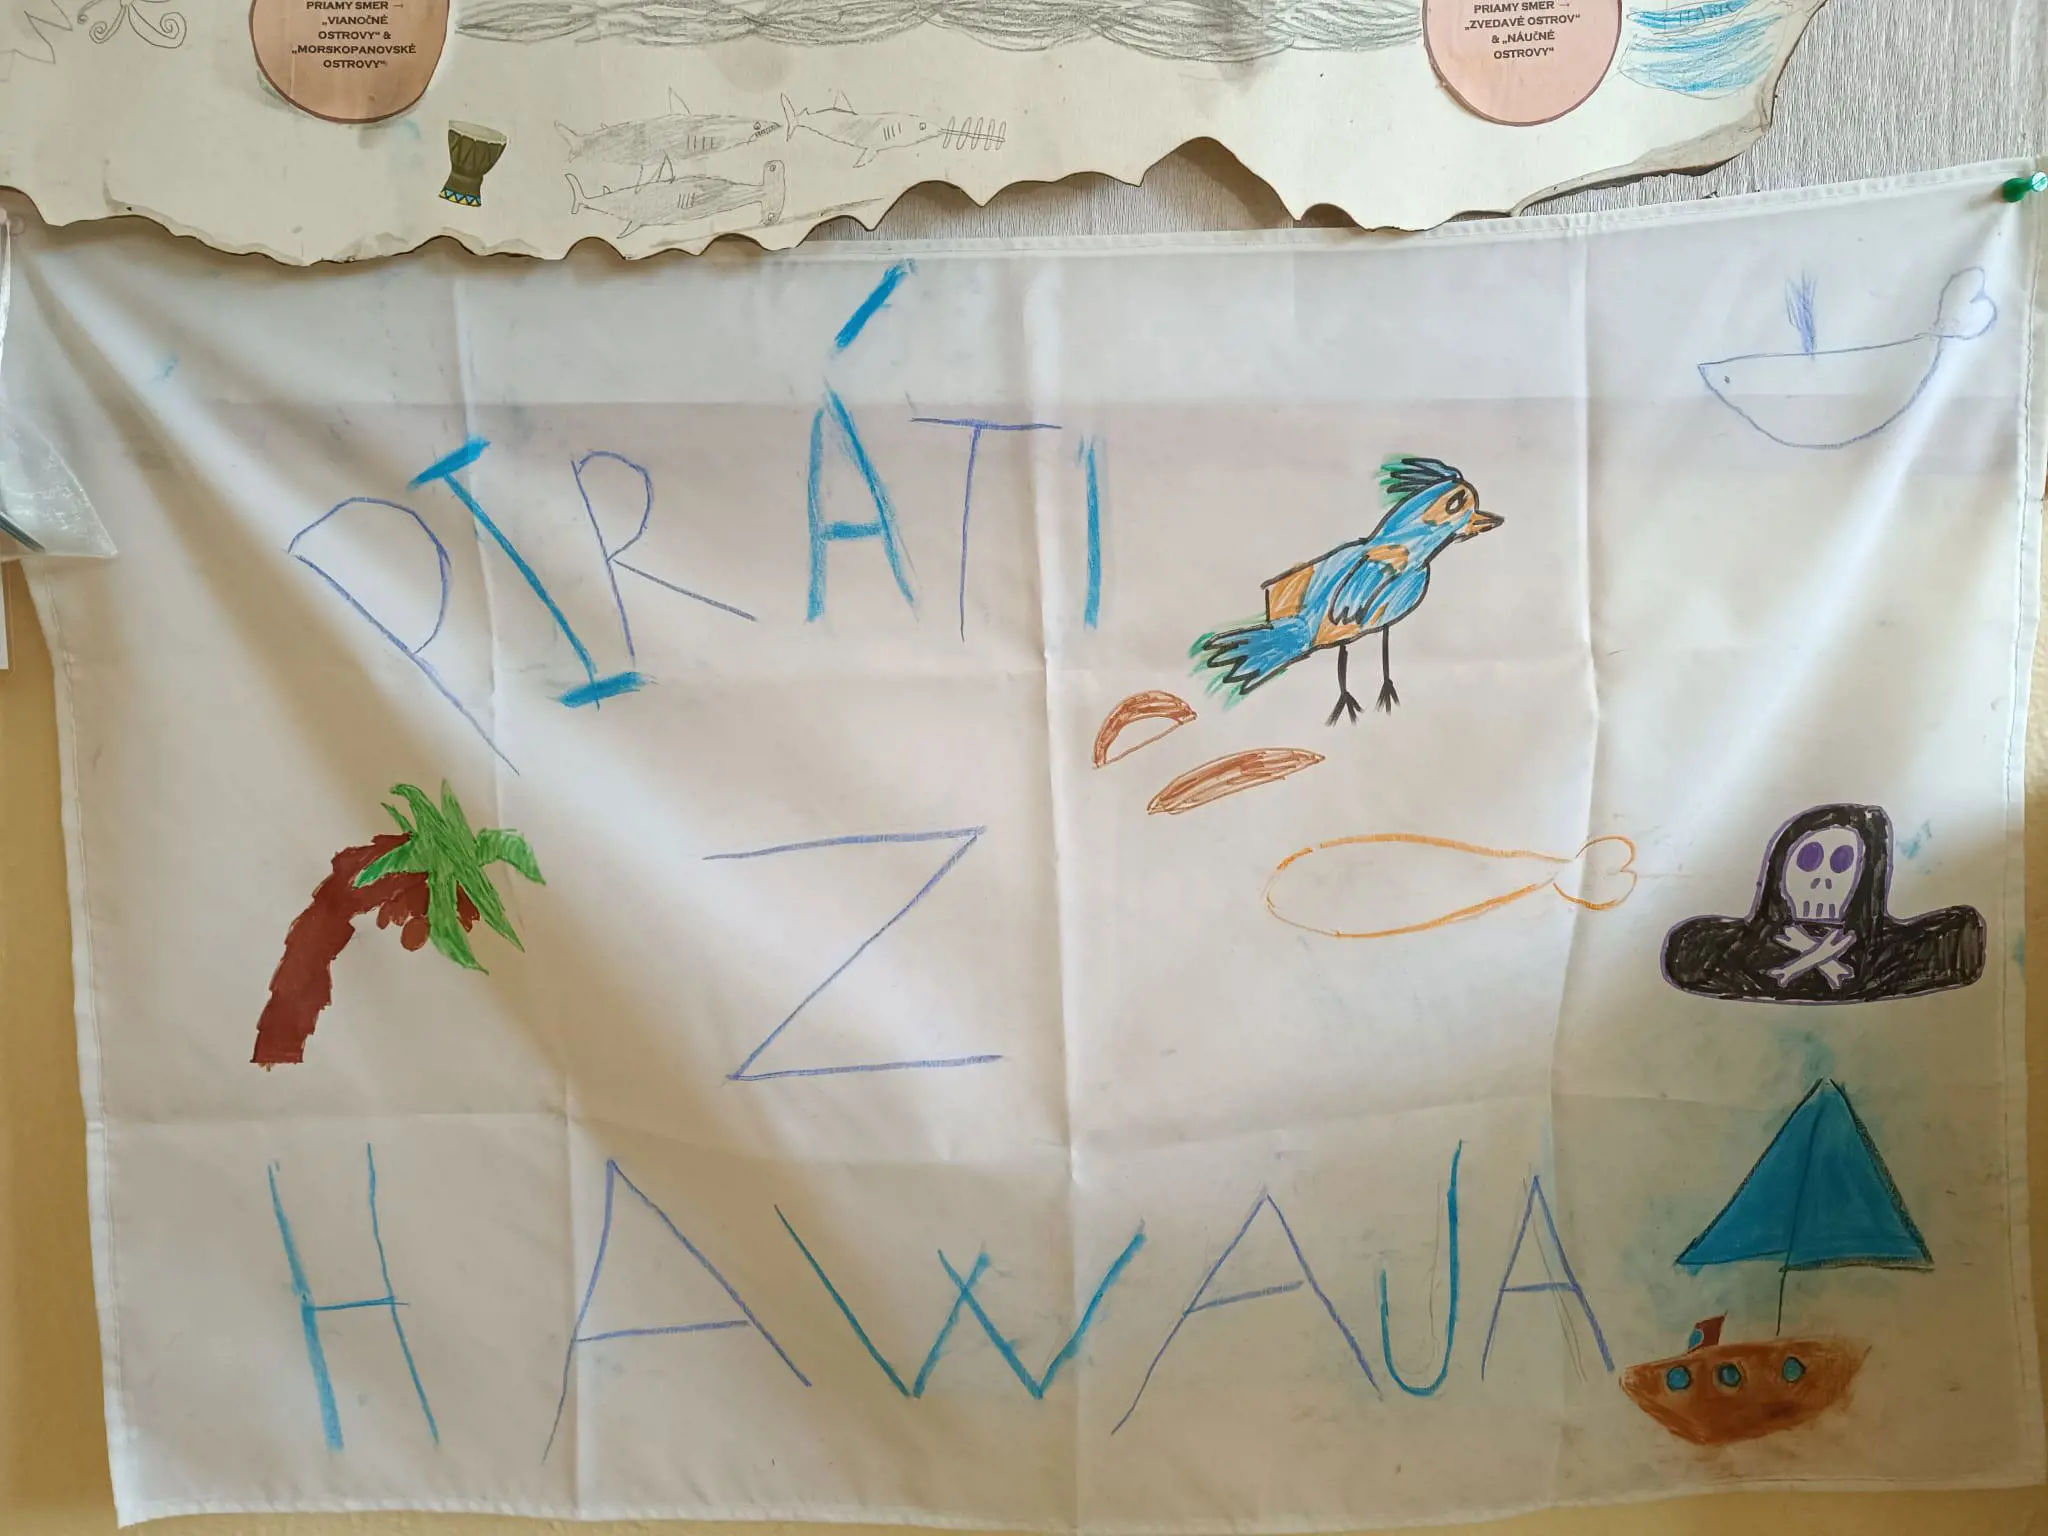 PRIAMY SMER →
„VIANOČNÉ
OSTROVY“ &
„MORSKOPANOVSKÉ
OSTROVY“
PRIAMY SMER →
„ZVEDAVÉ OSTROV“
& „NÁUČNÉ
OSTROVY“
PIRÁTI
Z
HAWAJA